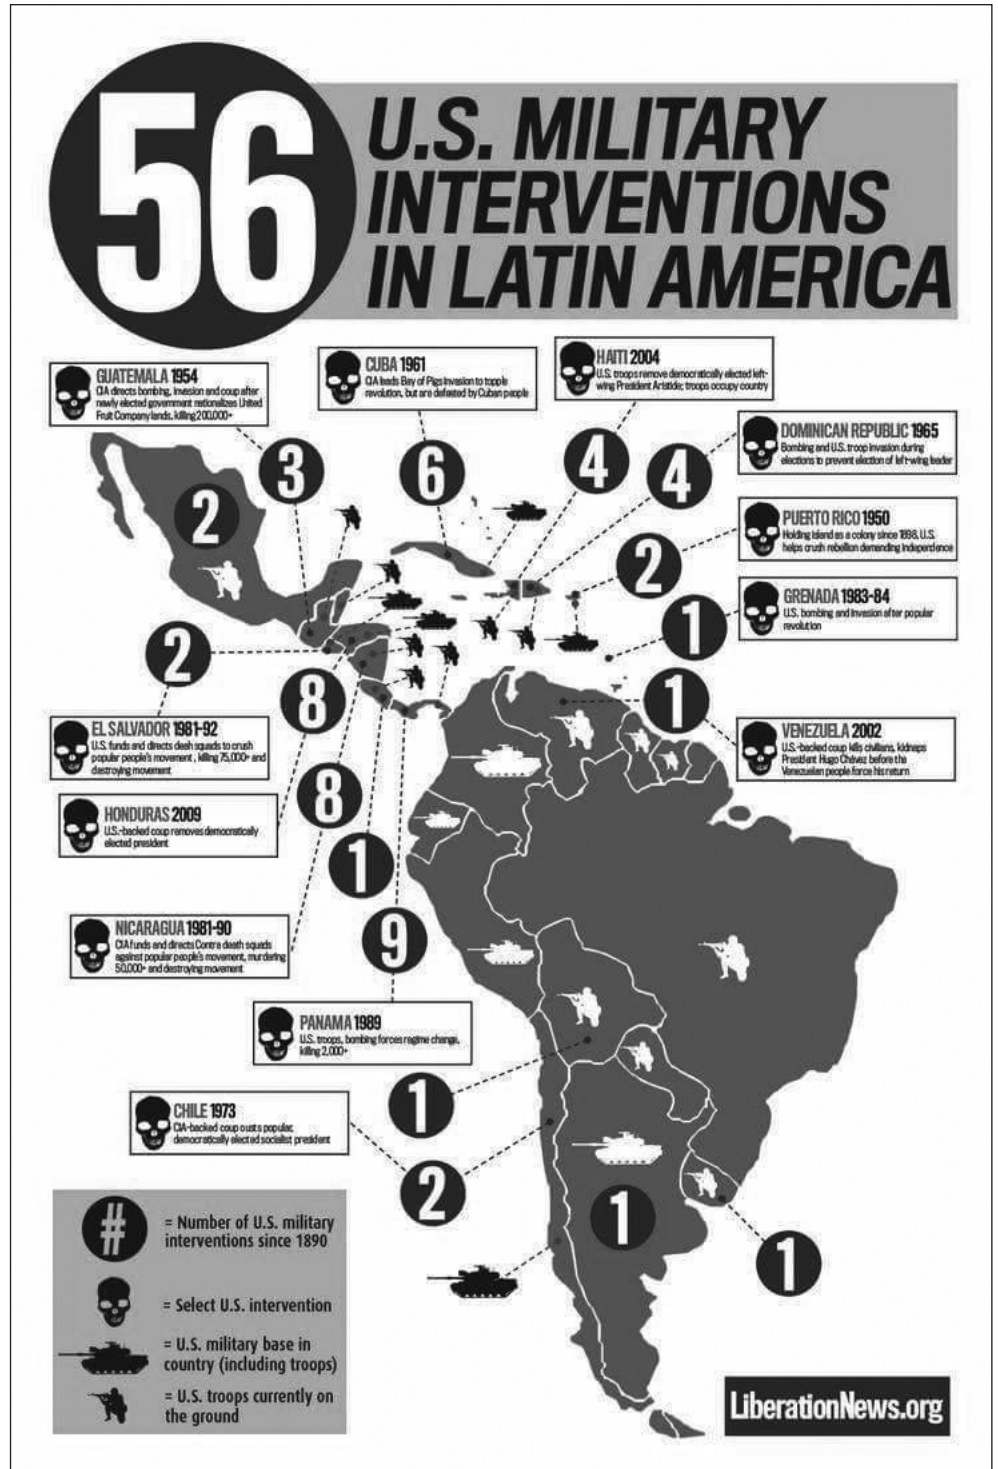 56
U.S. MILITARY
INTERVENTIONS
IN LATIN AMERICA
GUATEMALA 1954
CIA directs bombing, invasion and coup after
newly elected government nationalizes United
Fruit Company lands, killing 200,000+
CUBA 1961
CIA leads Bay of Pigs Invasion to topple
revolution, but are defeated by Cuban people
HAITI 2004
U.S. troops remove democratically elected left-
wing President Aristide; troops occupy country
DOMINICAN REPUBLIC 1965
Bombing and U.S. troop invasion during
elections to prevent election of left-wing leader
PUERTO RICO 1950
Holding island as a colony since 1898, U.S.
helps crush rebellion demanding independence
GRENADA 1983-84
U.S. bombing and invasion after popular
revolution
3
6
4
4
2
2
1
2
8
1
EL SALVADOR 1981-92
U.S. funds and directs death squads to crush
popular people's movement, killing 75,000+ and
destroying movement
VENEZUELA 2002
U.S.-backed coup kills civilians, kidnaps
President Hugo Chávez before the
Venezuelan people force his return
HONDURAS 2009
U.S.-backed coup removes democratically
elected president
8
1
9
NICARAGUA 1981-90
CIA funds and directs Contra death squads
against popular people's movement, murdering
50,000+ and destroying movement
PANAMA 1989
U.S. troops, bombing forces regime change,
killing 2,000+
1
CHILE 1973
CIA-backed coup ousts popular,
democratically elected socialist president
2
1
1
#
= Number of U.S. military
interventions since 1890
= Select U.S. intervention
= U.S. military base in
country (including troops)
= U.S. troops currently on
the ground
LiberationNews.org